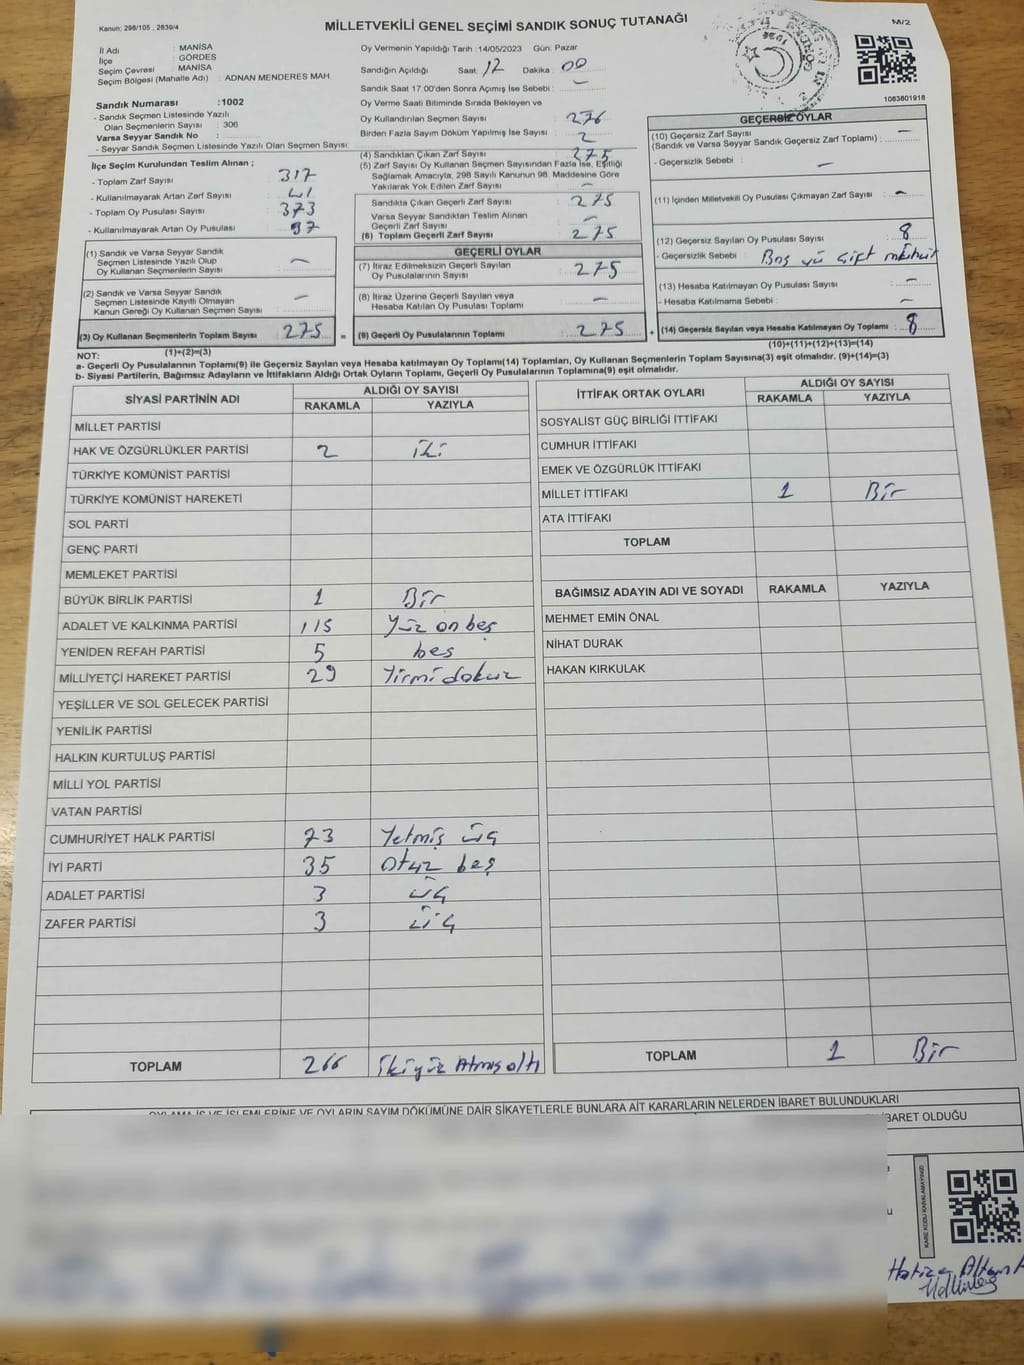 Kanun; 298/105 , 2839/4
MİLLETVEKİLİ GENEL SEÇİMİ SANDIK SONUÇ TUTANAĞI
M/2
İl Adı : MANİSA
İlçe : GÖRDES
Seçim Çevresi : MANİSA
Seçim Bölgesi (Mahalle Adı) : ADNAN MENDERES MAH.
Oy Vermenin Yapıldığı Tarih :14/05/2023 Gün: Pazar
Sandığın Açıldığı Saat: 12 Dakika : 00
Sandık Saat 17.00'den Sonra Açılmış İse Sebebi : –
Oy Verme Saati Bitiminde Sırada Bekleyen ve
Oy Kullandırılan Seçmen Sayısı : 276
Birden Fazla Sayım Döküm Yapılmış İse Sayısı : 2
1083801918
Sandık Numarası :1002
- Sandık Seçmen Listesinde Yazılı
Olan Seçmenlerin Sayısı : 306
Varsa Seyyar Sandık No :
- Seyyar Sandık Seçmen Listesinde Yazılı Olan Seçmen Sayısı :
İlçe Seçim Kurulundan Teslim Alınan ;
- Toplam Zarf Sayısı : 317
- Kullanılmayarak Artan Zarf Sayısı : 41
- Toplam Oy Pusulası Sayısı : 373
- Kullanılmayarak Artan Oy Pusulası : 97
(4) Sandıktan Çıkan Zarf Sayısı : 275
(5) Zarf Sayısı Oy Kullanan Seçmen Sayısından Fazla İse, Eşitliği
Sağlamak Amacıyla, 298 Sayılı Kanunun 98. Maddesine Göre
Yakılarak Yok Edilen Zarf Sayısı : –
Sandıkta Çıkan Geçerli Zarf Sayısı : 275
Varsa Seyyar Sandıktan Teslim Alınan
Geçerli Zarf Sayısı : –
(6) Toplam Geçerli Zarf Sayısı : 275
GEÇERSİZ OYLAR
(10) Geçersiz Zarf Sayısı
(Sandık ve Varsa Seyyar Sandık Geçersiz Zarf Toplamı) : –
- Geçersizlik Sebebi : –
(11) İçinden Milletvekili Oy Pusulası Çıkmayan Zarf Sayısı : –
(12) Geçersiz Sayılan Oy Pusulası Sayısı : 8
- Geçersizlik Sebebi : Boş çift mühür
(13) Hesaba Katılmayan Oy Pusulası Sayısı : –
- Hesaba Katılmama Sebebi : –
(14) Geçersiz Sayılan veya Hesaba Katılmayan Oy Toplamı : 8
(10)+(11)+(12)+(13)=(14)
(1) Sandık ve Varsa Seyyar Sandık
Seçmen Listesinde Yazılı Olup
Oy Kullanan Seçmenlerin Sayısı : –
(2) Sandık ve Varsa Seyyar Sandık
Seçmen Listesinde Kayıtlı Olmayan
Kanun Gereği Oy Kullanan Seçmenlerin Sayısı : –
(3) Oy Kullanan Seçmenlerin Toplam Sayısı : 275 =
(1)+(2)=(3)
GEÇERLİ OYLAR
(7) İtiraz Edilmeksizin Geçerli Sayılan
Oy Pusulalarının Sayısı : 275
(8) İtiraz Üzerine Geçerli Sayılan veya
Hesaba Katılan Oy Pusulası Toplamı : –
(9) Geçerli Oy Pusulalarının Toplamı : 275 +
NOT:
a- Geçerli Oy Pusulalarının Toplamı(9) ile Geçersiz Sayılan veya Hesaba katılmayan Oy Toplamı(14) Toplamları, Oy Kullanan Seçmenlerin Toplam Sayısına(3) eşit olmalıdır. (9)+(14)=(3)
b- Siyasi Partilerin, Bağımsız Adayların ve İttifakların Aldığı Ortak Oyların Toplamı, Geçerli Oy Pusulalarının Toplamına(9) eşit olmalıdır.
SİYASİ PARTİNİN ADI ALDIĞI OY SAYISI
RAKAMLA YAZIYLA
MİLLET PARTİSİ
HAK VE ÖZGÜRLÜKLER PARTİSİ 2 iki
TÜRKİYE KOMÜNİST PARTİSİ
TÜRKİYE KOMÜNİST HAREKETİ
SOL PARTİ
GENÇ PARTİ
MEMLEKET PARTİSİ
BÜYÜK BİRLİK PARTİSİ 1 Bir
ADALET VE KALKINMA PARTİSİ 115 Yüz on beş
YENİDEN REFAH PARTİSİ 5 beş
MİLLİYETÇİ HAREKET PARTİSİ 29 Yirmi dokuz
YEŞİLLER VE SOL GELECEK PARTİSİ
YENİLİK PARTİSİ
HALKIN KURTULUŞ PARTİSİ
MİLLİ YOL PARTİSİ
VATAN PARTİSİ
CUMHURİYET HALK PARTİSİ 73 Yetmiş üç
İYİ PARTİ 35 Otuz beş
ADALET PARTİSİ 3 üç
ZAFER PARTİSİ 3 üç
TOPLAM 266 ikiyüz Atmış altı
İTTİFAK ORTAK OYLARI ALDIĞI OY SAYISI
RAKAMLA YAZIYLA
SOSYALİST GÜÇ BİRLİĞİ İTTİFAKI
CUMHUR İTTİFAKI
EMEK VE ÖZGÜRLÜK İTTİFAKI
MİLLET İTTİFAKI 1 Bir
ATA İTTİFAKI
TOPLAM
BAĞIMSIZ ADAYIN ADI VE SOYADI RAKAMLA YAZIYLA
MEHMET EMİN ÖNAL
NİHAT DURAK
HAKAN KIRKULAK
TOPLAM 1 Bir
OYLAMA İŞ VE İŞLEMLERİNE VE OYLARIN SAYIM DÖKÜMÜNE DAİR ŞİKAYETLERLE BUNLARA AİT KARARLARIN NELERDEN İBARET BULUNDUKLARI
İBARET OLDUĞU
KARE KODU KARALAMAYINIZ!
Hatice